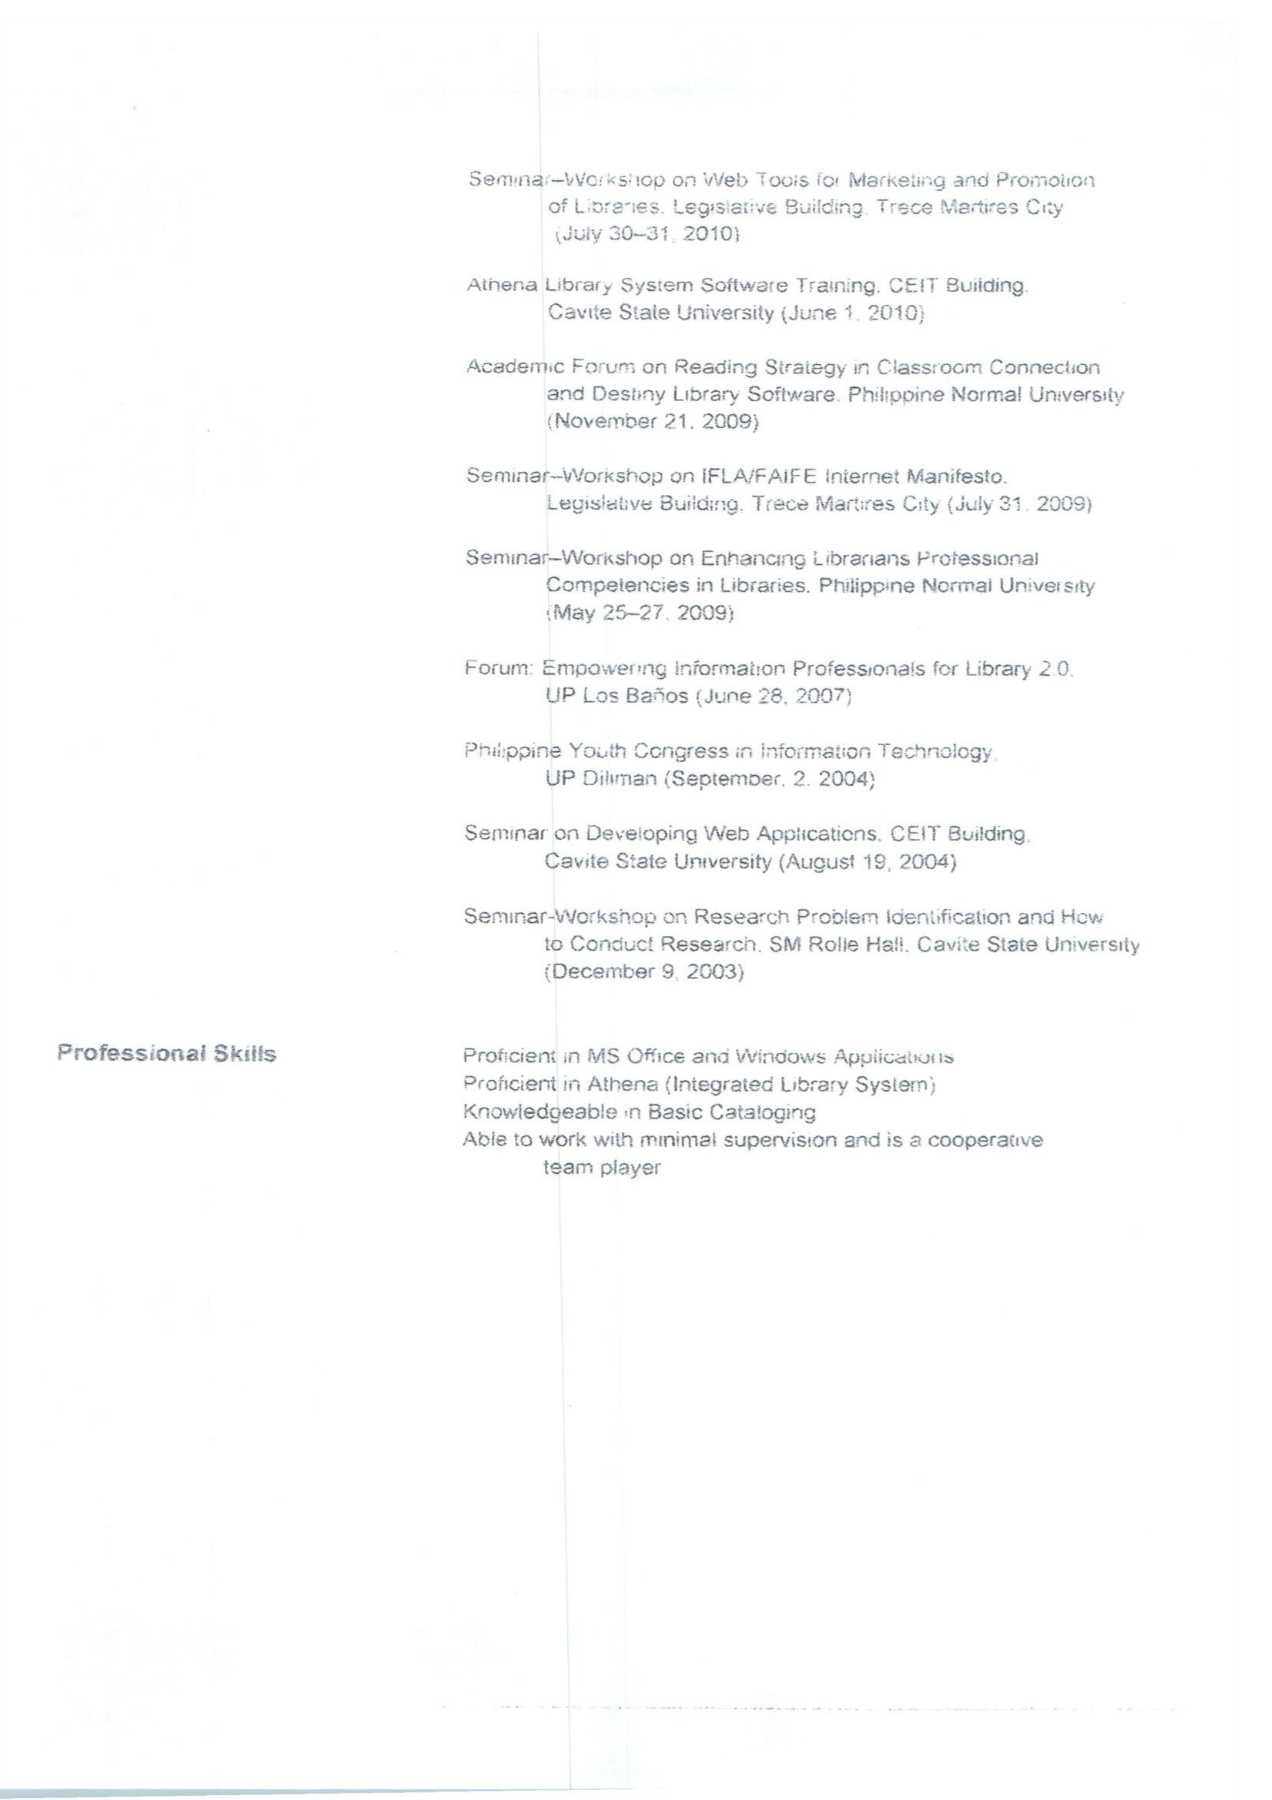 Seminar–Workshop on Web Tools for Marketing and Promotion
of Libraries. Legislative Building. Trece Martires City
(July 30–31, 2010)
Athena Library System Software Training. CEIT Building.
Cavite State University (June 1, 2010)
Academic Forum on Reading Strategy in Classroom Connection
and Destiny Library Software. Philippine Normal University
(November 21, 2009)
Seminar–Workshop on IFLA/FAIFE Internet Manifesto.
Legislative Building. Trece Martires City (July 31, 2009)
Seminar–Workshop on Enhancing Librarians Professional
Competencies in Libraries. Philippine Normal University
(May 25–27, 2009)
Forum: Empowering Information Professionals for Library 2.0.
UP Los Baños (June 28, 2007)
Philippine Youth Congress in Information Technology.
UP Diliman (September, 2, 2004)
Seminar on Developing Web Applications. CEIT Building.
Cavite State University (August 19, 2004)
Seminar-Workshop on Research Problem Identification and How
to Conduct Research. SM Rolle Hall. Cavite State University
(December 9, 2003)
Professional Skills
Proficient in MS Office and Windows Applications
Proficient in Athena (Integrated Library System)
Knowledgeable in Basic Cataloging
Able to work with minimal supervision and is a cooperative
team player